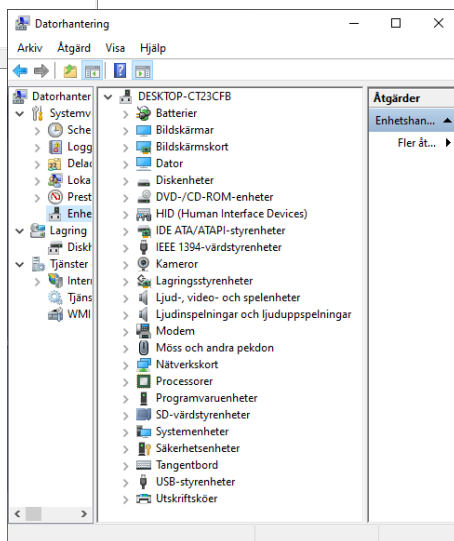 Datorhantering
Arkiv Åtgärd Visa Hjälp
Datorhanter
Systemv
Sche
Logg
Delac
Loka
Prest
Enhe
Lagring
Diskh
Tjänster
Intern
Tjäns
WMI
DESKTOP-CT23CFB
Batterier
Bildskärmar
Bildskärmskort
Dator
Diskenheter
DVD-/CD-ROM-enheter
HID (Human Interface Devices)
IDE ATA/ATAPI-styrenheter
IEEE 1394-värdstyrenheter
Kameror
Lagringsstyrenheter
Ljud-, video- och spelenheter
Ljudinspelningar och ljuduppspelningar
Modem
Möss och andra pekdon
Nätverkskort
Processorer
Programvaruenheter
SD-värdstyrenheter
Systemenheter
Säkerhetsenheter
Tangentbord
USB-styrenheter
Utskriftsköer
Åtgärder
Enhetshan...
Fler åt...